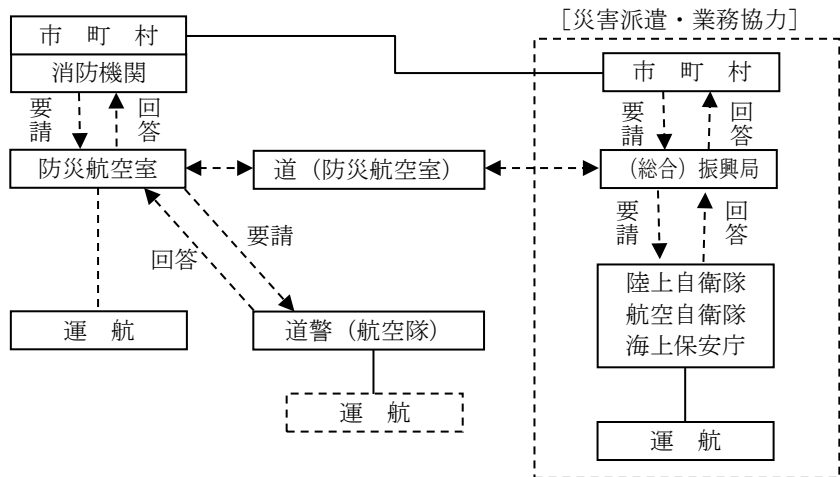 [災害派遣・業務協力]
市 町 村
消防機関
市 町 村
要請
回答
要請
回答
防災航空室
道（防災航空室）
（総合）振興局
要請
回答
要請
回答
陸上自衛隊
航空自衛隊
海上保安庁
運 航
道警（航空隊）
運 航
運 航